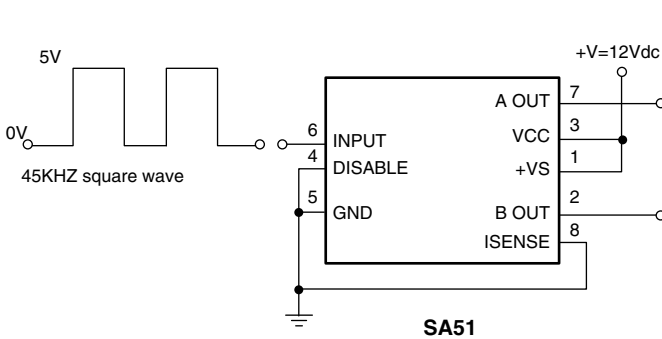 5V
+V=12Vdc
0V
45KHZ square wave
6 INPUT
4 DISABLE
5 GND
A OUT 7
VCC 3
+VS 1
B OUT 2
ISENSE 8
SA51